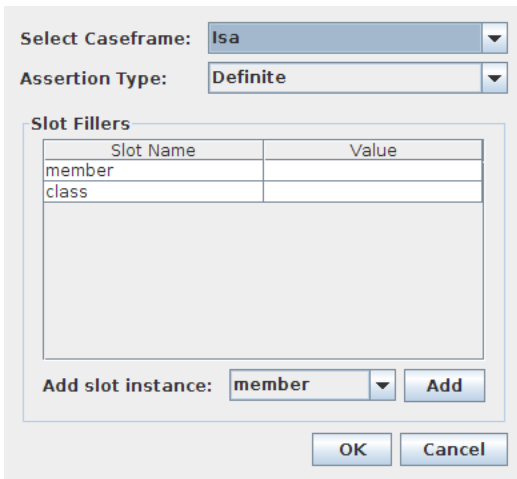 Select Caseframe: Isa
Assertion Type: Definite
Slot Fillers
Slot Name Value
member
class
Add slot instance: member Add
OK Cancel